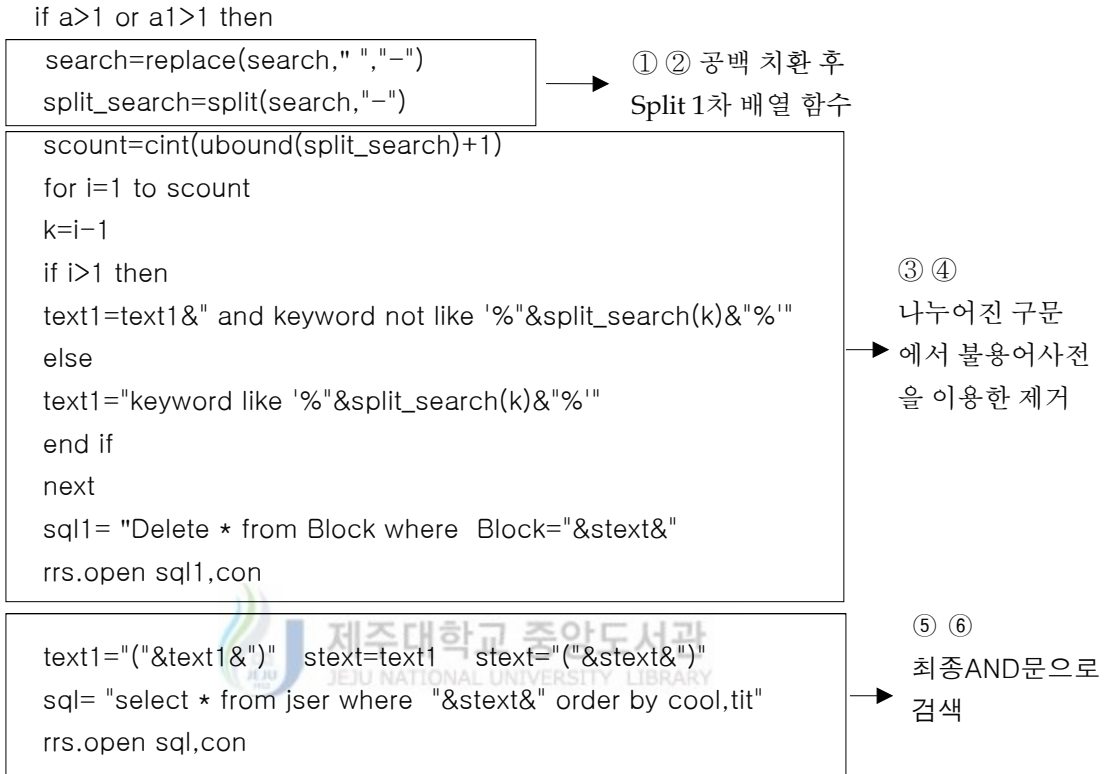 if a>1 or a1>1 then
search=replace(search," ","-")
split_search=split(search,"-")
① ② 공백 치환 후
Split 1차 배열 함수
scount=cint(ubound(split_search)+1)
for i=1 to scount
k=i-1
if i>1 then
text1=text1&" and keyword not like '%"&split_search(k)&"%'"
else
text1="keyword like '%"&split_search(k)&"%'"
end if
next
sql1= "Delete * from Block where  Block="&stext&"
rrs.open sql1,con
③ ④
나누어진 구문
에서 불용어사전
을 이용한 제거
제주대학교 중앙도서관
JEJU NATIONAL UNIVERSITY LIBRARY
text1="("&text1&")"   stext=text1   stext="("&stext&")"
sql= "select * from jser where  "&stext&" order by cool,tit"
rrs.open sql,con
⑤ ⑥
최종AND문으로
검색